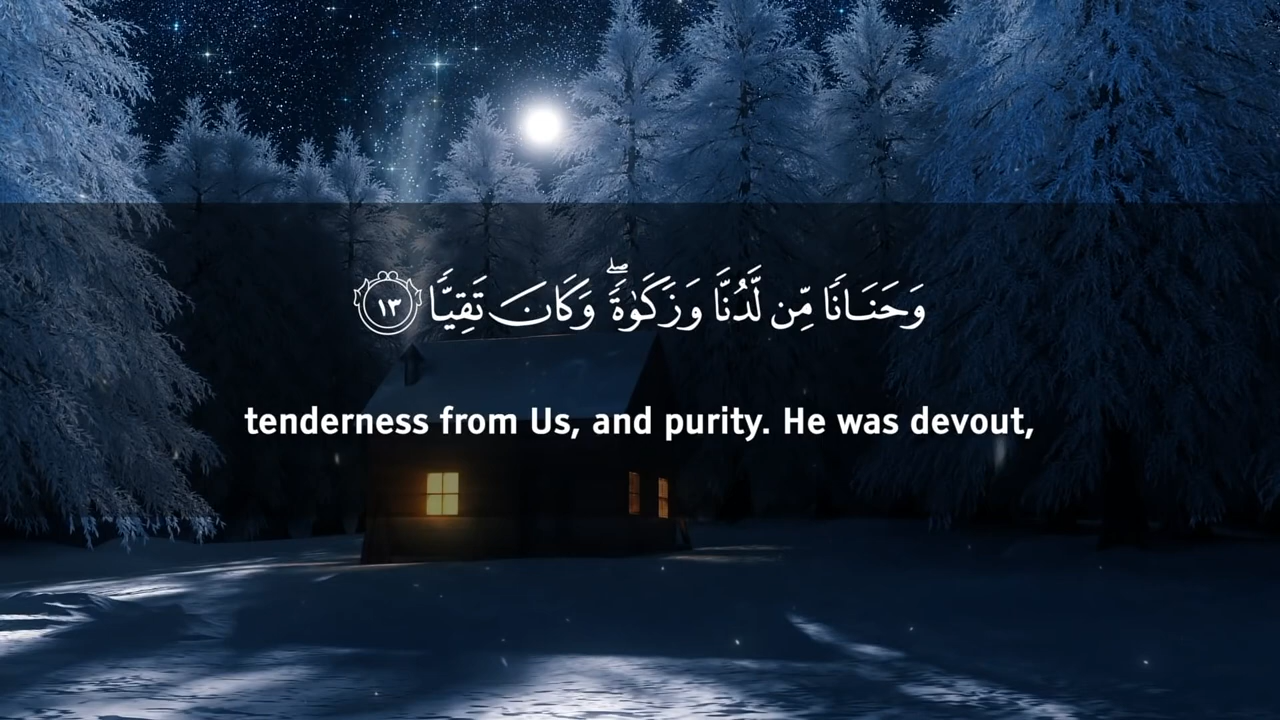 وَحَنَانًا مِّن لَّدُنَّا وَزَكَوٰةً ۖ وَكَانَ تَقِيًّا ١٣
tenderness from Us, and purity. He was devout,